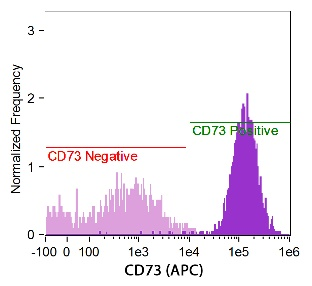 Normalized Frequency
3
2
1
0
CD73 Positive
CD73 Negative
-100 0 100 1e3 1e4 1e5 1e6
CD73 (APC)